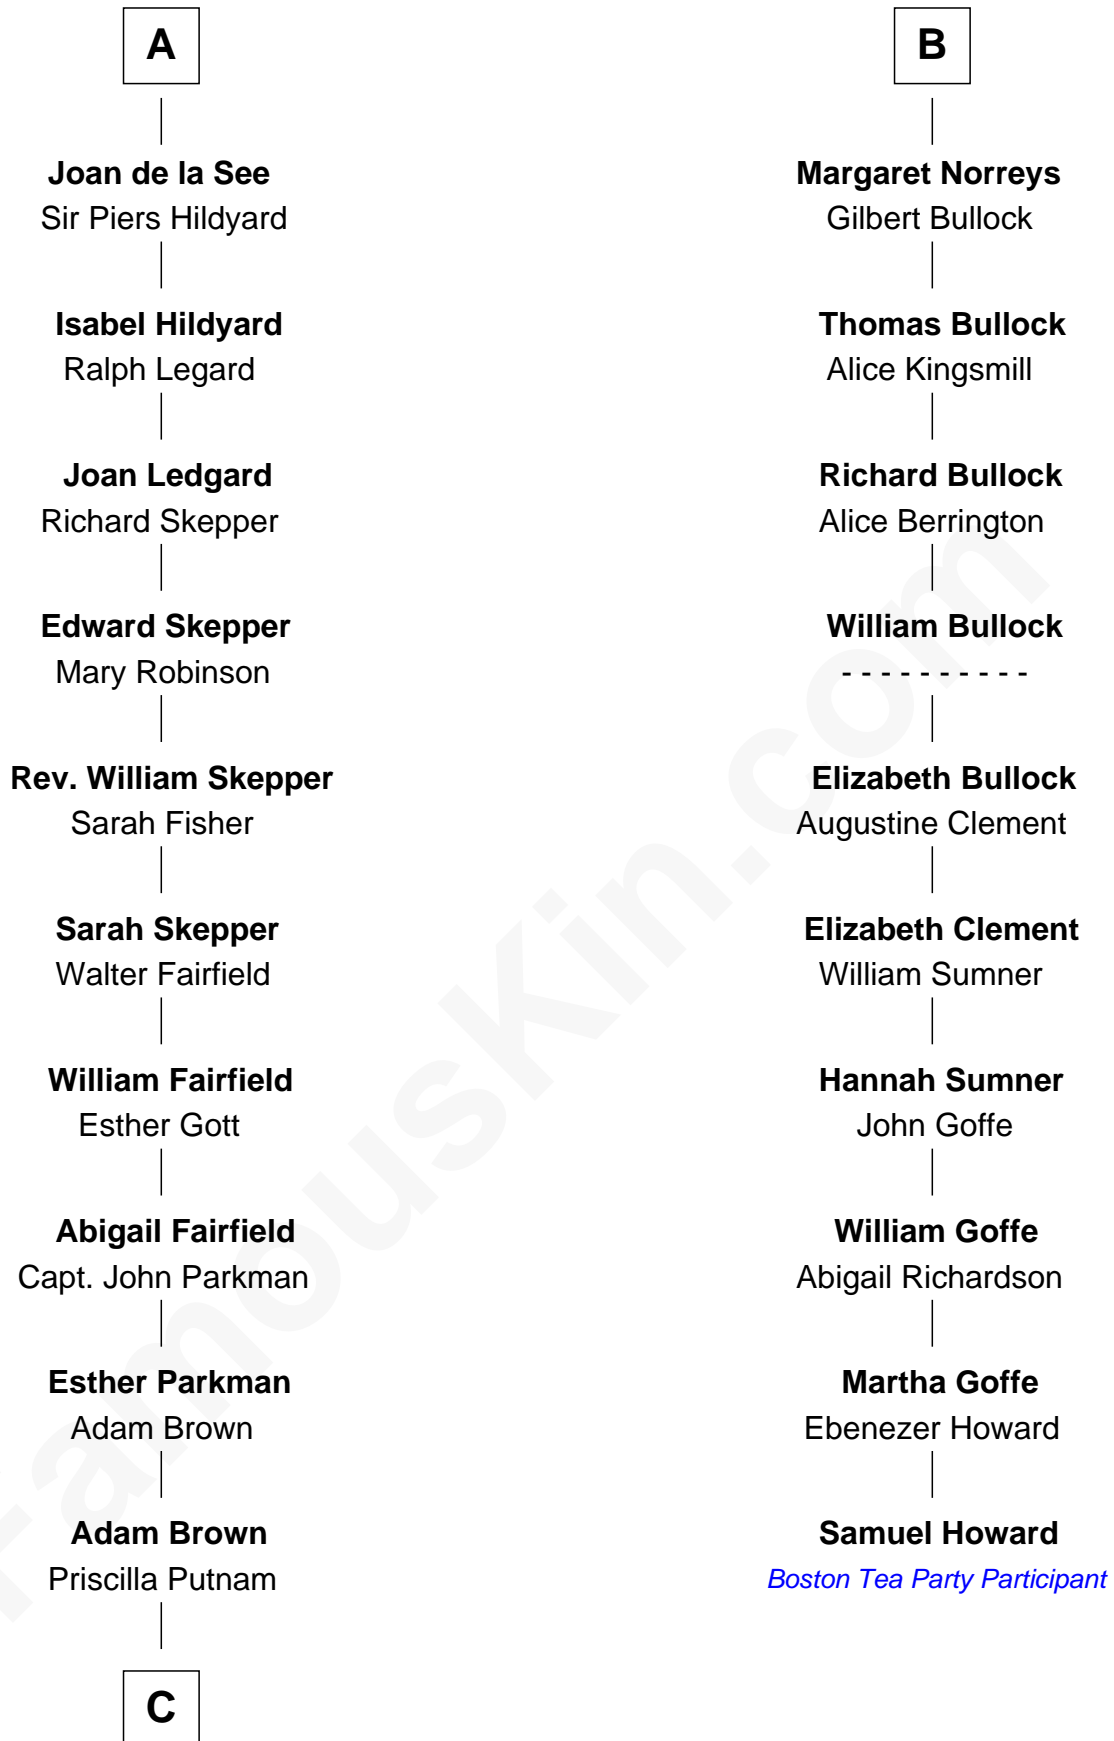 A
Joan de la See
Sir Piers Hildyard
Isabel Hildyard
Ralph Legard
Joan Ledgard
Richard Skepper
Edward Skepper
Mary Robinson
Rev. William Skepper
Sarah Fisher
Sarah Skepper
Walter Fairfield
William Fairfield
Esther Gott
Abigail Fairfield
Capt. John Parkman
Esther Parkman
Adam Brown
Adam Brown
Priscilla Putnam
C
B
Margaret Norreys
Gilbert Bullock
Thomas Bullock
Alice Kingsmill
Richard Bullock
Alice Berrington
William Bullock
- - - - - - - - - -
Elizabeth Bullock
Augustine Clement
Elizabeth Clement
William Sumner
Hannah Sumner
John Goffe
William Goffe
Abigail Richardson
Martha Goffe
Ebenezer Howard
Samuel Howard
Boston Tea Party Participant
FamousKin.com